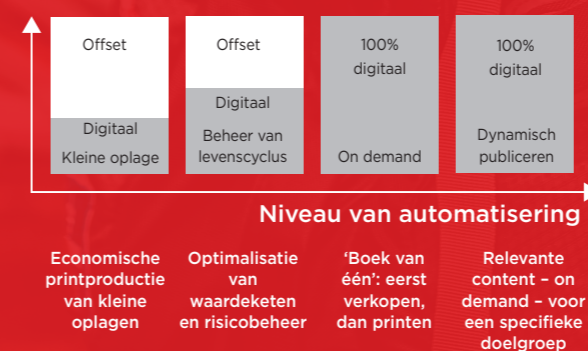 Offset
Digitaal
Kleine oplage
Offset
Digitaal
Beheer van
levenscyclus
100%
digitaal
On demand
100%
digitaal
Dynamisch
publiceren
Niveau van automatisering
Economische
printproductie
van kleine
oplagen
Optimalisatie
van
waardeketen
en risicobeheer
‘Boek van
één’: eerst
verkopen,
dan printen
Relevante
content – on
demand – voor
een specifieke
doelgroep